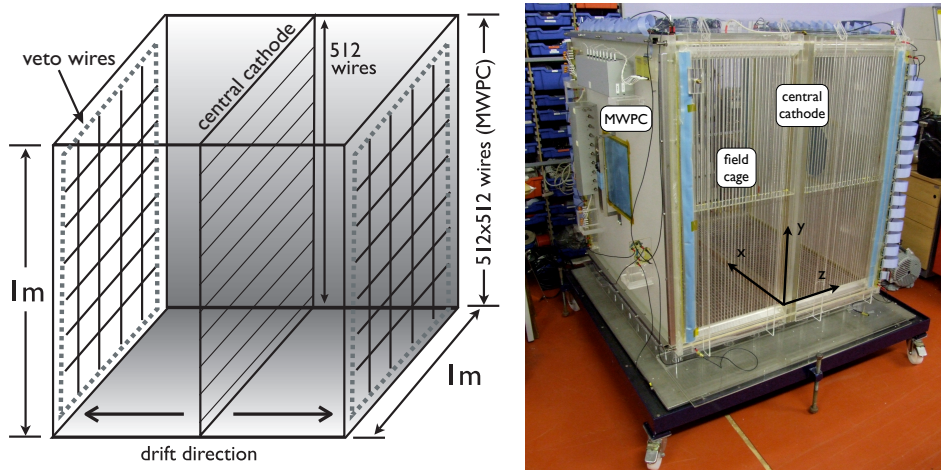 veto wires
central cathode
512
wires
512x512 wires (MWPC)
1m
1m
drift direction
MWPC
central
cathode
field
cage
x
y
z